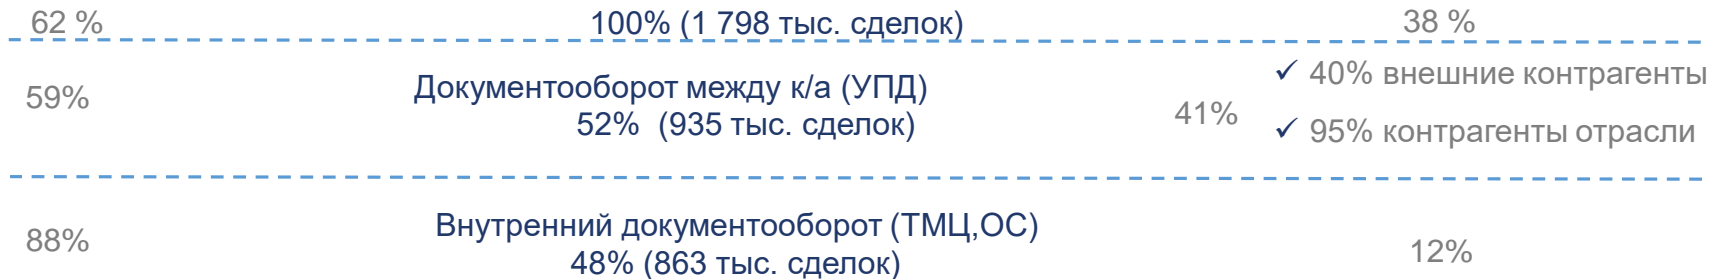 62 % 100% (1 798 тыс. сделок) 38 %
59%
Документооборот между к/а (УПД)
52% (935 тыс. сделок)
41%
✓ 40% внешние контрагенты
✓ 95% контрагенты отрасли
88%
Внутренний документооборот (ТМЦ,ОС)
48% (863 тыс. сделок)
12%